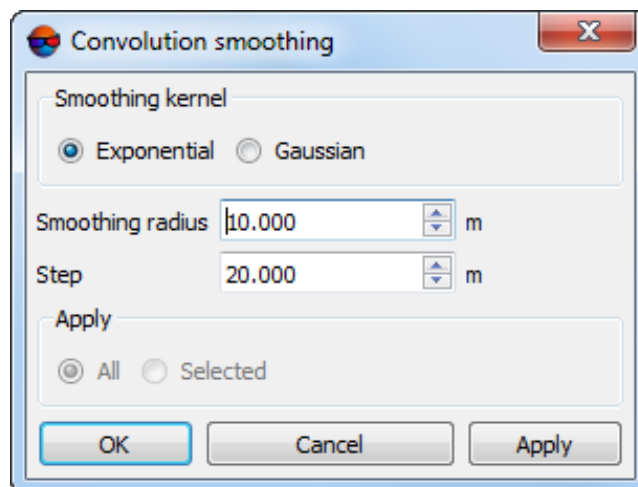 Convolution smoothing
Smoothing kernel
Exponential Gaussian
Smoothing radius 10.000 m
Step 20.000 m
Apply
All Selected
OK Cancel Apply